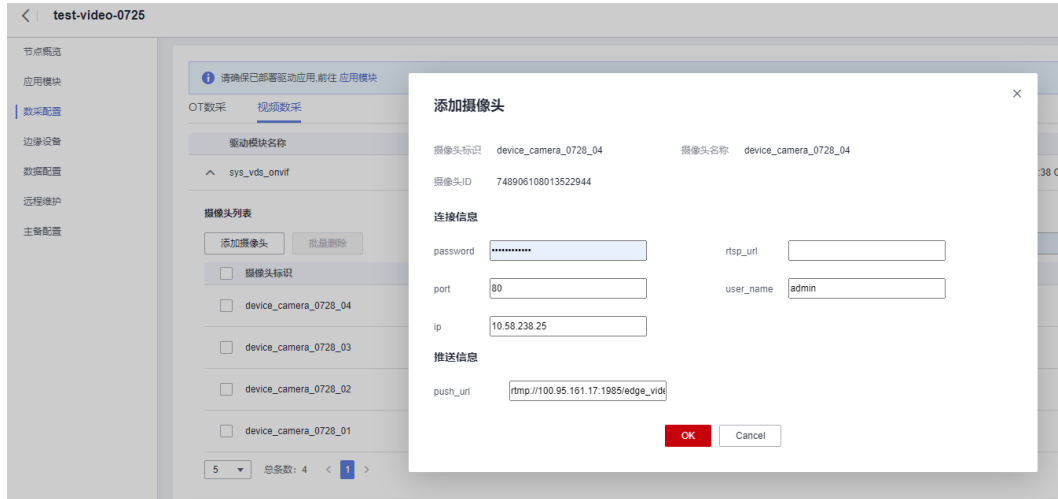 test-video-0725
节点概览
应用模块
数采配置
边缘设备
数据配置
远程维护
主备配置
请确保已部署驱动应用,前往 应用模块
OT数采 视频数采
驱动模块名称
sys_vds_onvif
:38 G
摄像头列表
添加摄像头 批量删除
摄像头标识
device_camera_0728_04
device_camera_0728_03
device_camera_0728_02
device_camera_0728_01
5 总条数: 4 < 1 >
添加摄像头
摄像头标识 device_camera_0728_04 摄像头名称 device_camera_0728_04
摄像头ID 748906108013522944
连接信息
password ············ rtsp_url
port 80 user_name admin
ip 10.58.238.25
推送信息
push_url rtmp://100.95.161.17:1985/edge_vide
OK Cancel